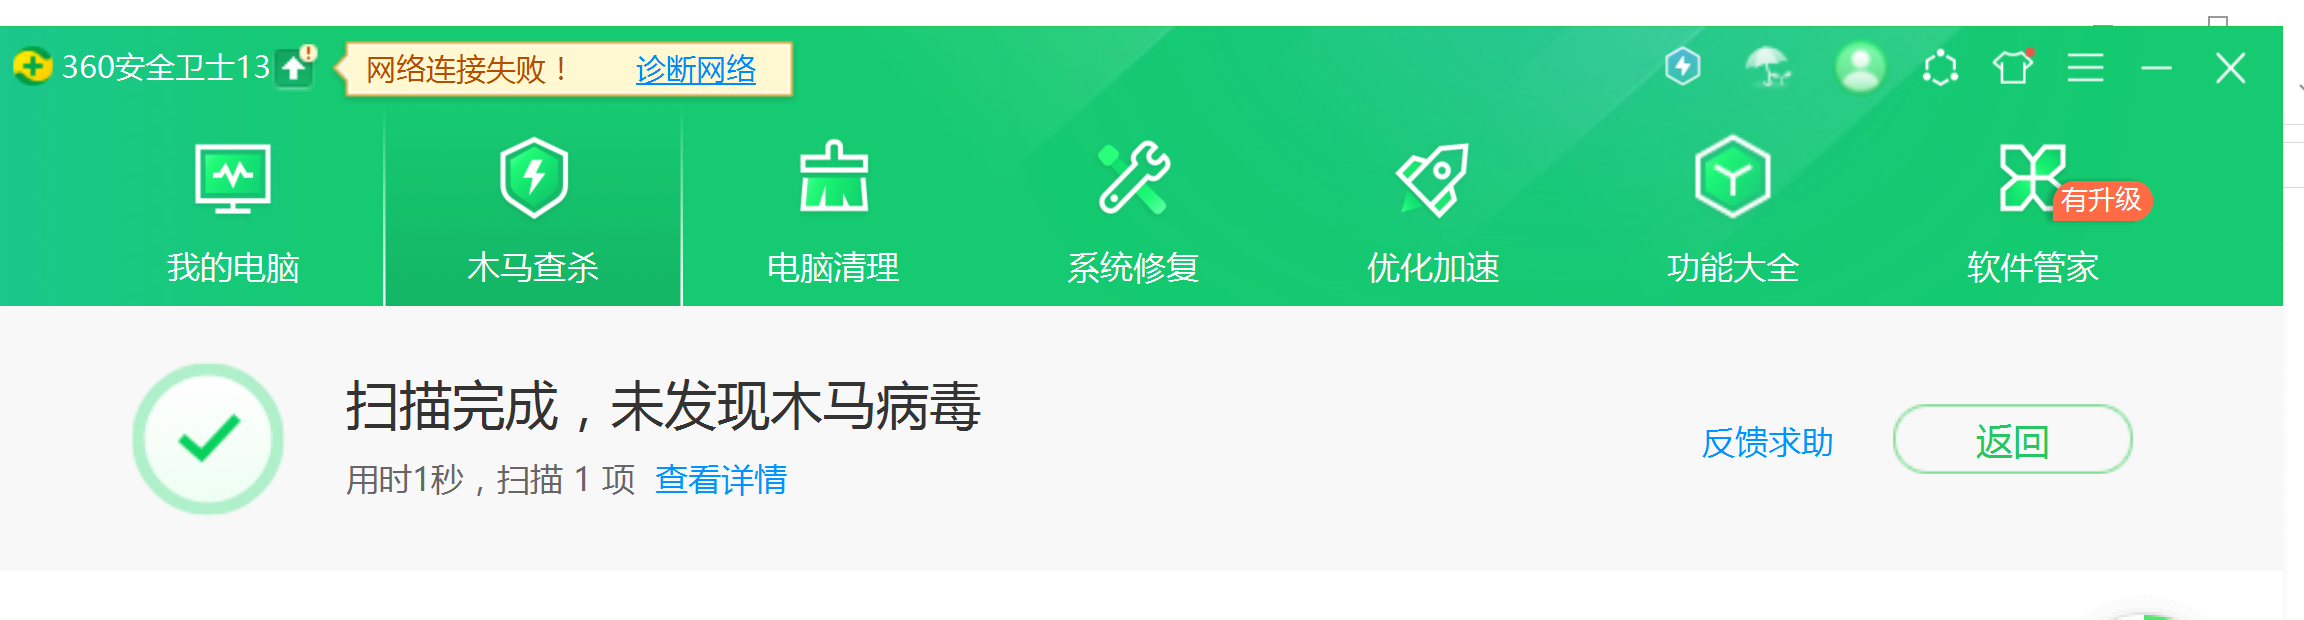 360安全卫士13
网络连接失败！ 诊断网络
有升级
我的电脑 木马查杀 电脑清理 系统修复 优化加速 功能大全 软件管家
扫描完成，未发现木马病毒
用时1秒，扫描 1 项 查看详情
反馈求助 返回